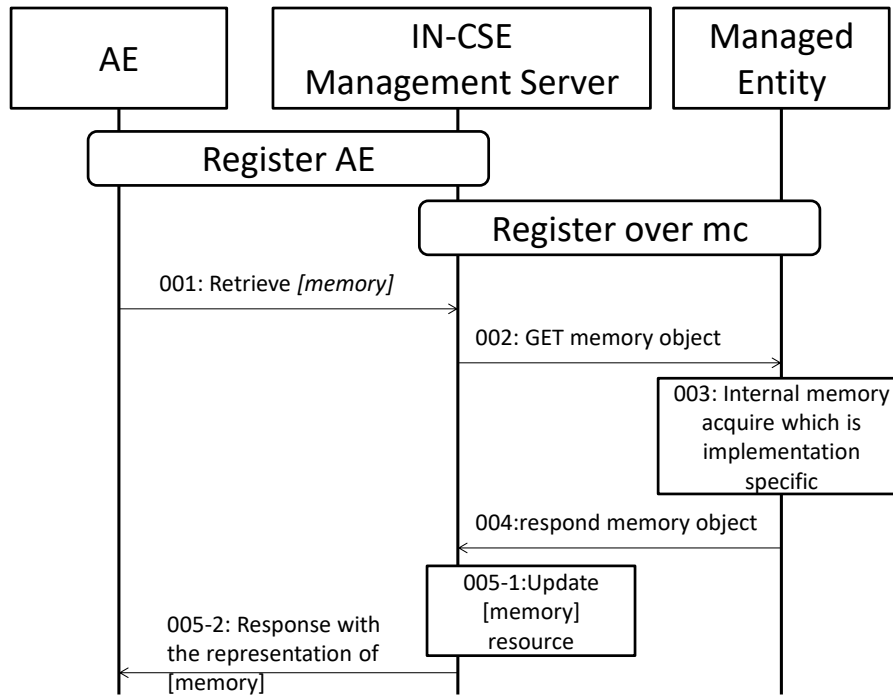 AE
IN-CSE
Management Server
Managed
Entity
Register AE
Register over mc
001: Retrieve [memory]
002: GET memory object
003: Internal memory
acquire which is
implementation
specific
004:respond memory object
005-1:Update
[memory]
resource
005-2: Response with
the representation of
[memory]